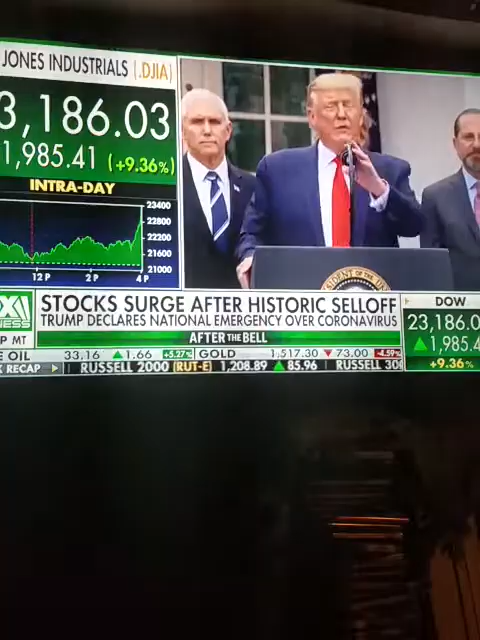 JONES INDUSTRIALS (.DJIA)
3,186.03
1,985.41 (+9.36%)
INTRA-DAY
23400
22800
22200
21600
21000
12 P 2 P 4 P
STOCKS SURGE AFTER HISTORIC SELLOFF
TRUMP DECLARES NATIONAL EMERGENCY OVER CORONAVIRUS
AFTER THE BELL
DOW
23,186.0
▲1,985.4
+9.36%
P MT
E OIL 33.16 ▲1.66 +5.27% GOLD 1,517.30 ▼73.00 -4.59%
RECAP RUSSELL 2000 (RUT-E) 1,208.89 ▲85.96 RUSSELL 30